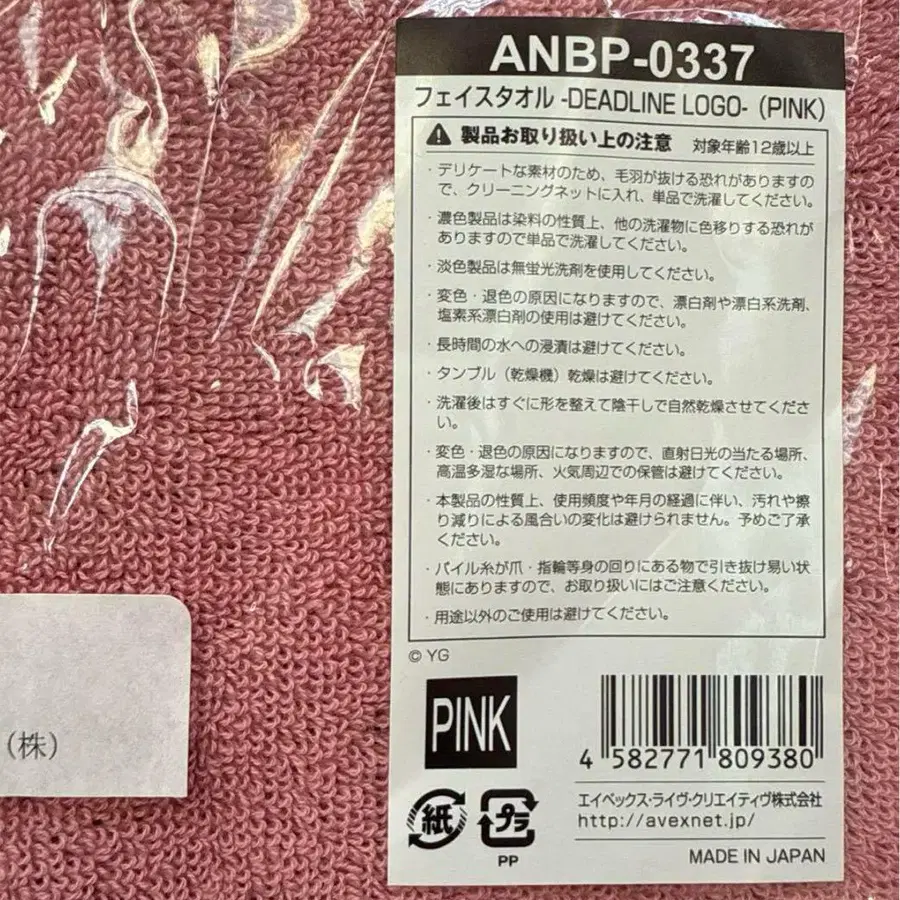 ANBP-0337
フェイスタオル -DEADLINE LOGO-（PINK）
製品お取り扱い上の注意 対象年齢12歳以上
・デリケートな素材のため、毛羽が抜ける恐れがありますの
で、クリーニングネットに入れ、単品で洗濯してください。
・濃色製品は染料の性質上、他の洗濯物に色移りする恐れが
ありますので単品で洗濯してください。
・淡色製品は無蛍光洗剤を使用してください。
・変色・退色の原因になりますので、漂白剤や漂白系洗剤、
塩素系漂白剤の使用は避けてください。
・長時間の水への浸漬は避けてください。
・タンブル（乾燥機）乾燥は避けてください。
・洗濯後はすぐに形を整えて陰干しで自然乾燥させてくださ
い。
・変色・退色の原因になりますので、直射日光の当たる場所、
高温多湿な場所、火気周辺での保管は避けてください。
・本製品の性質上、使用頻度や年月の経過に伴い、汚れや擦
り減りによる風合いの変化は避けられません。予めご了承
ください。
・パイル糸が爪・指輪等身の回りにある物で引き抜け易い状
態にありますので、お取り扱いにはご注意ください。
・用途以外のご使用は避けてください。
© YG
PINK
4 582771 809380
紙
プラ
PP
エイベックス・ライヴ・クリエイティヴ株式会社
http://avexnet.jp/
MADE IN JAPAN
（株）